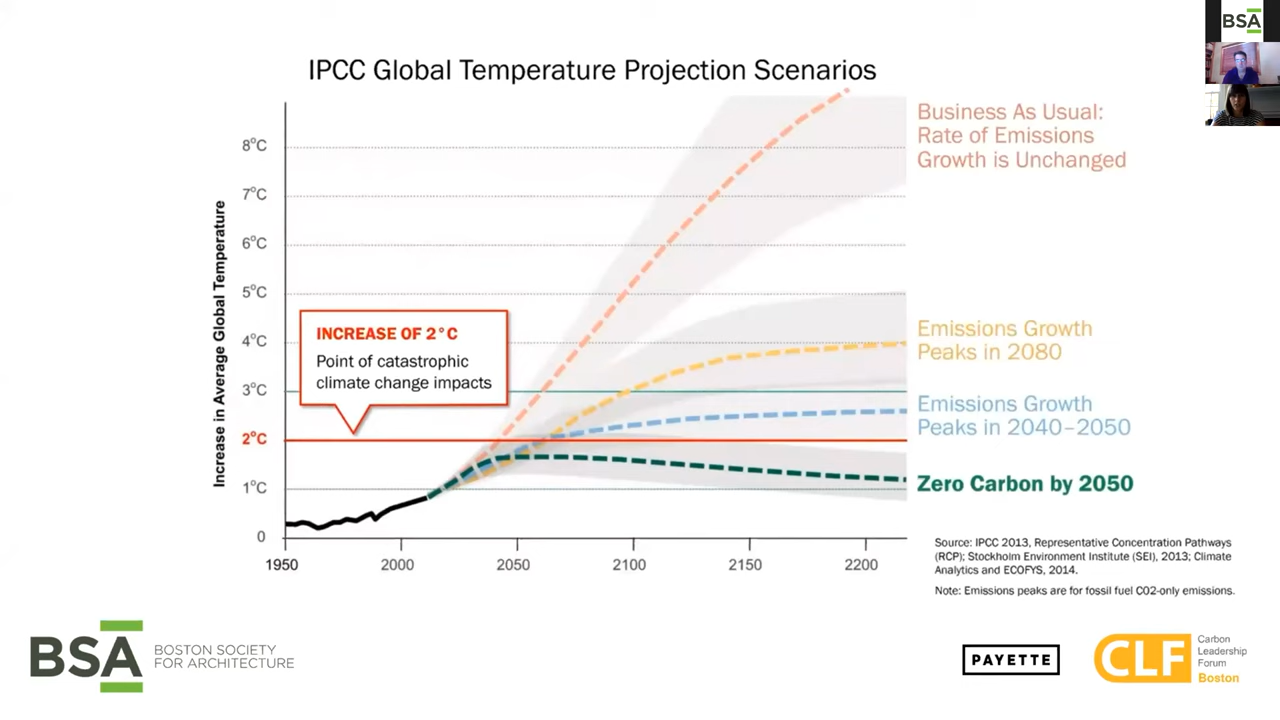 BSA
IPCC Global Temperature Projection Scenarios
Increase in Average Global Temperature
8°C
7°C
6°C
5°C
4°C
3°C
2°C
1°C
0
1950
2000
2050
2100
2150
2200
INCREASE OF 2°C
Point of catastrophic
climate change impacts
Business As Usual:
Rate of Emissions
Growth is Unchanged
Emissions Growth
Peaks in 2080
Emissions Growth
Peaks in 2040–2050
Zero Carbon by 2050
Source: IPCC 2013, Representative Concentration Pathways
(RCP); Stockholm Environment Institute (SEI), 2013; Climate
Analytics and ECOFYS, 2014.
Note: Emissions peaks are for fossil fuel CO2-only emissions.
BSA
BOSTON SOCIETY
FOR ARCHITECTURE
PAYETTE
CLF
Carbon
Leadership
Forum
Boston